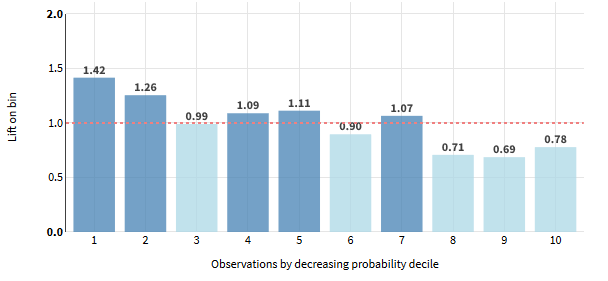 2.0
1.5
1.0
0.5
0.0
Lift on bin
1.42 1.26 0.99 1.09 1.11 0.90 1.07 0.71 0.69 0.78
1 2 3 4 5 6 7 8 9 10
Observations by decreasing probability decile